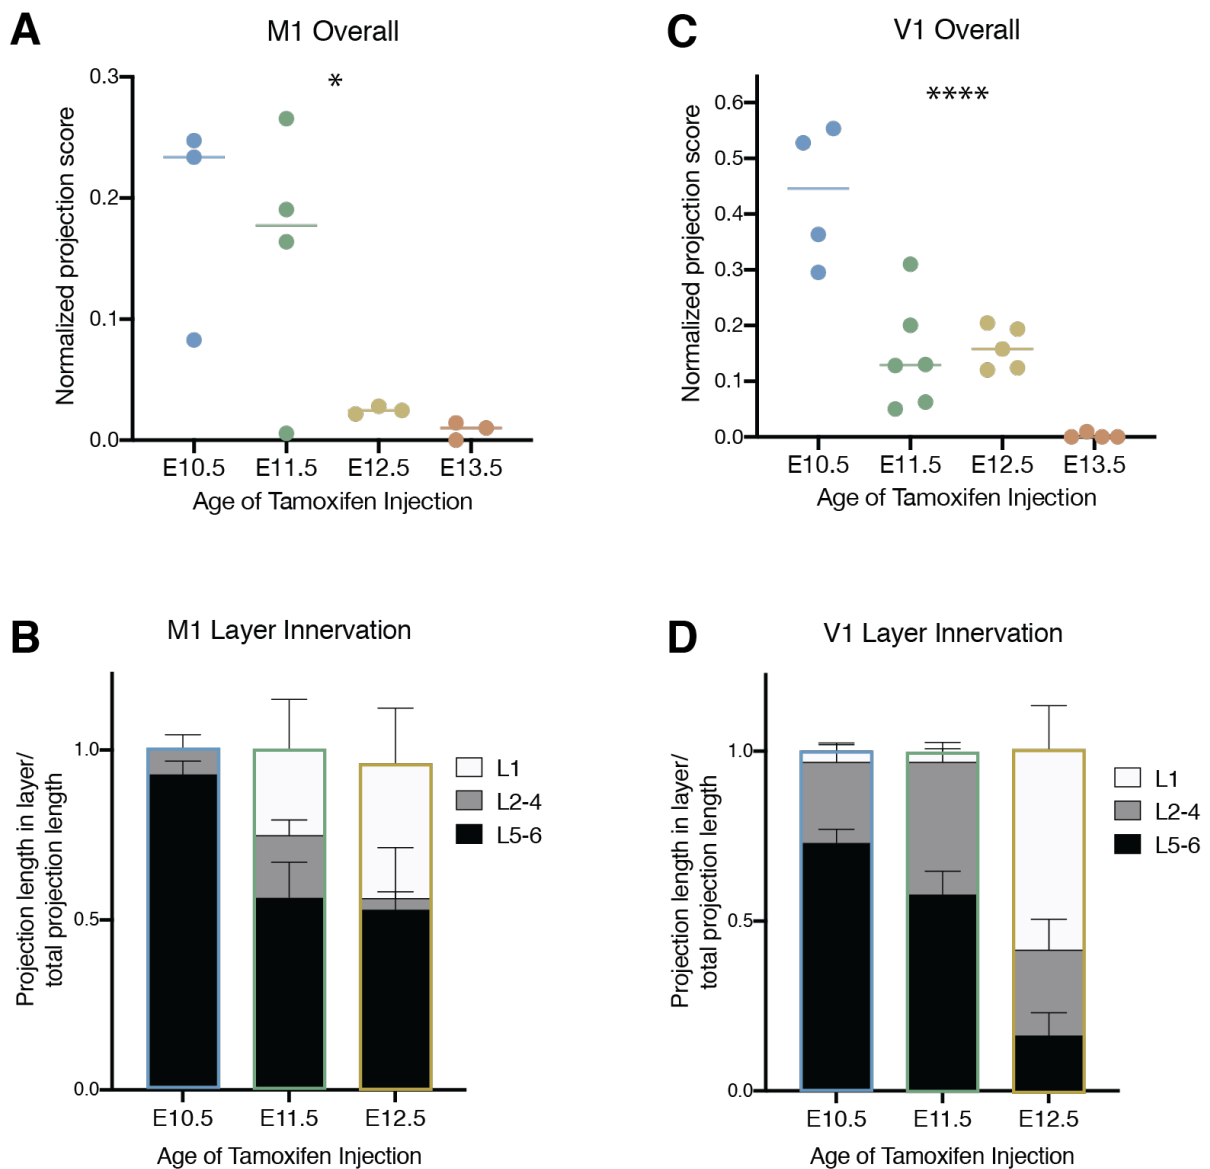 A
M1 Overall
*
Normalized projection score
0.3
0.2
0.1
0.0
E10.5 E11.5 E12.5 E13.5
Age of Tamoxifen Injection
C
V1 Overall
****
Normalized projection score
0.6
0.5
0.4
0.3
0.2
0.1
0.0
E10.5 E11.5 E12.5 E13.5
Age of Tamoxifen Injection
B
M1 Layer Innervation
Projection length in layer/
total projection length
1.0
0.5
0.0
L1
L2-4
L5-6
E10.5 E11.5 E12.5
Age of Tamoxifen Injection
D
V1 Layer Innervation
Projection length in layer/
total projection length
1.0
0.5
0.0
L1
L2-4
L5-6
E10.5 E11.5 E12.5
Age of Tamoxifen Injection